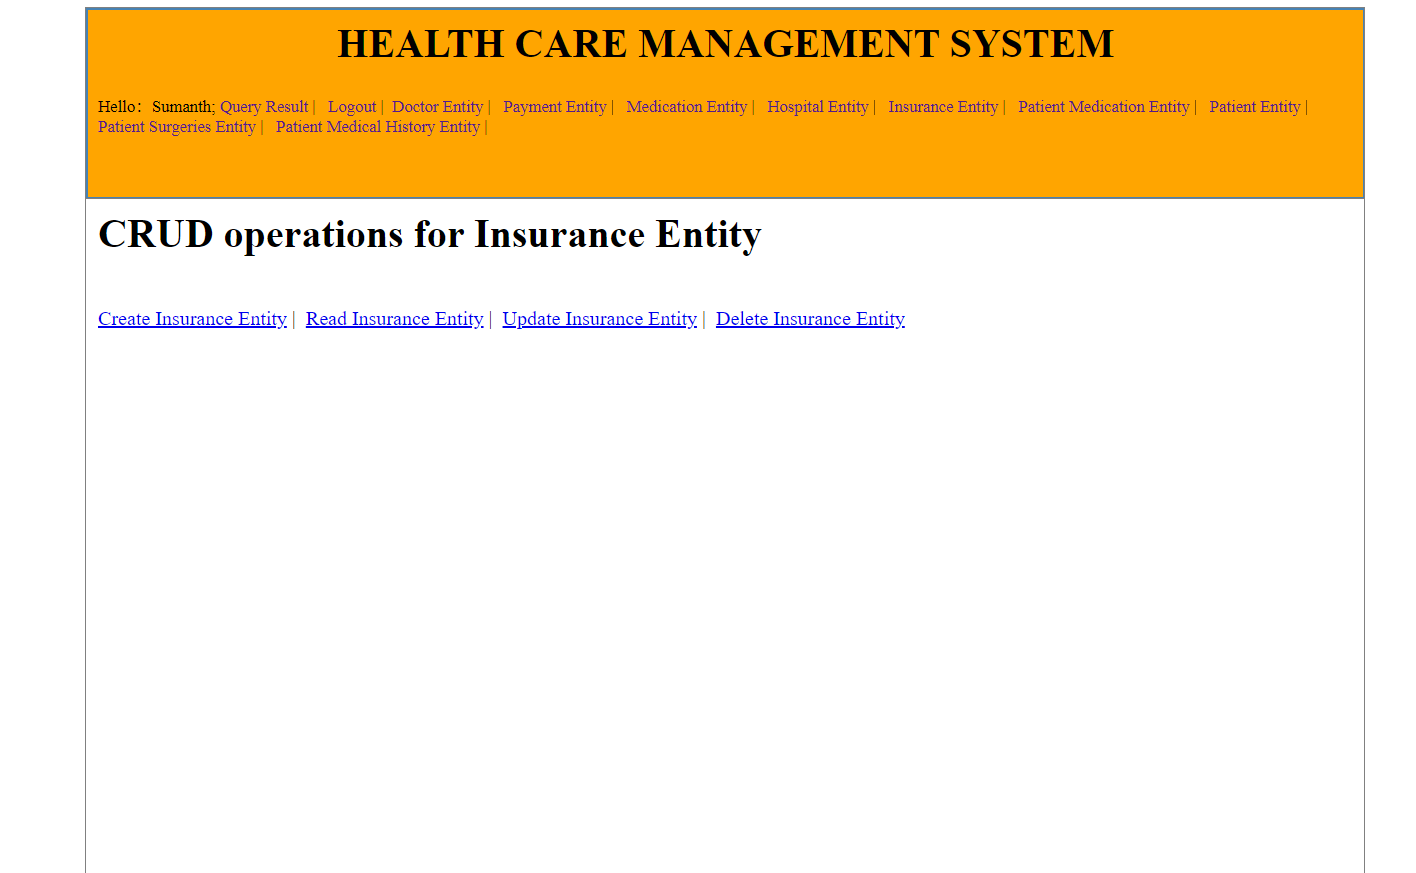 HEALTH CARE MANAGEMENT SYSTEM
Hello： Sumanth; Query Result | Logout | Doctor Entity | Payment Entity | Medication Entity | Hospital Entity | Insurance Entity | Patient Medication Entity | Patient Entity |
Patient Surgeries Entity | Patient Medical History Entity |
CRUD operations for Insurance Entity
Create Insurance Entity | Read Insurance Entity | Update Insurance Entity | Delete Insurance Entity